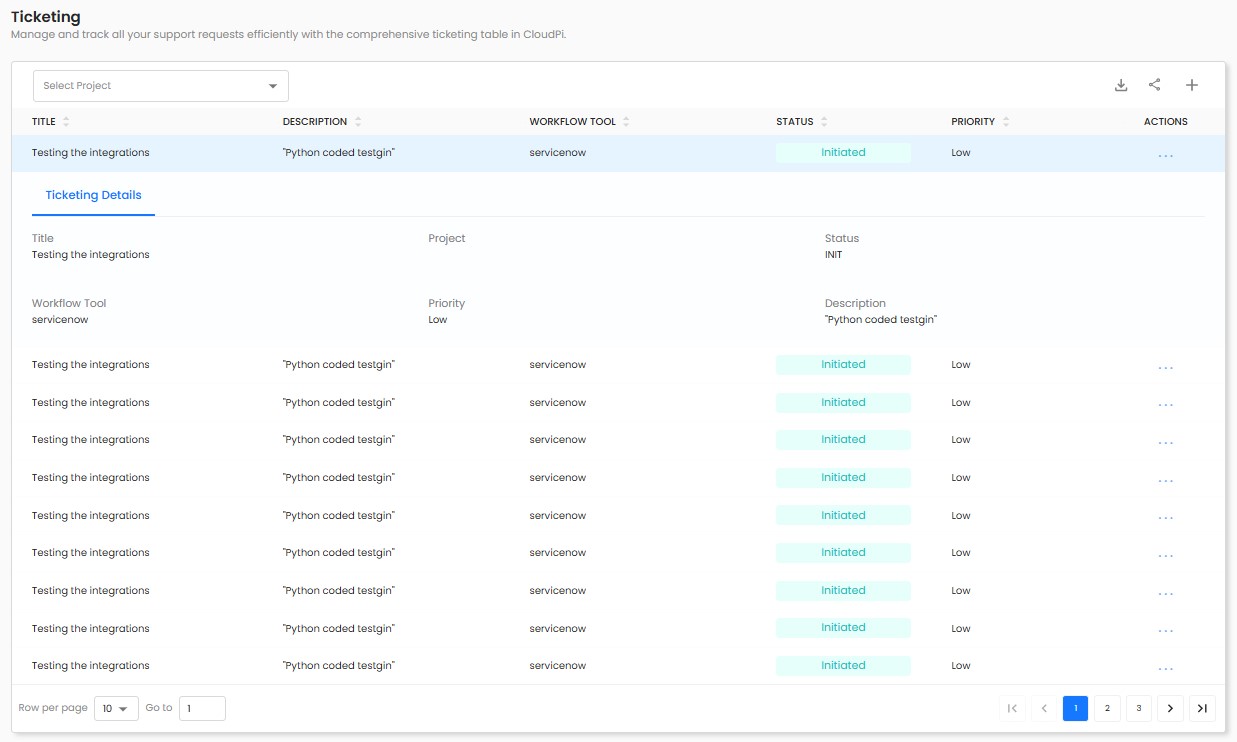 Ticketing
Manage and track all your support requests efficiently with the comprehensive ticketing table in CloudPi.
Select Project
TITLE DESCRIPTION WORKFLOW TOOL STATUS PRIORITY ACTIONS
Testing the integrations "Python coded testgin" servicenow Initiated Low ...
Ticketing Details
Title Project Status
Testing the integrations INIT
Workflow Tool Priority Description
servicenow Low "Python coded testgin"
Testing the integrations "Python coded testgin" servicenow Initiated Low ...
Testing the integrations "Python coded testgin" servicenow Initiated Low ...
Testing the integrations "Python coded testgin" servicenow Initiated Low ...
Testing the integrations "Python coded testgin" servicenow Initiated Low ...
Testing the integrations "Python coded testgin" servicenow Initiated Low ...
Testing the integrations "Python coded testgin" servicenow Initiated Low ...
Testing the integrations "Python coded testgin" servicenow Initiated Low ...
Testing the integrations "Python coded testgin" servicenow Initiated Low ...
Testing the integrations "Python coded testgin" servicenow Initiated Low ...
Row per page 10 Go to 1 1 2 3